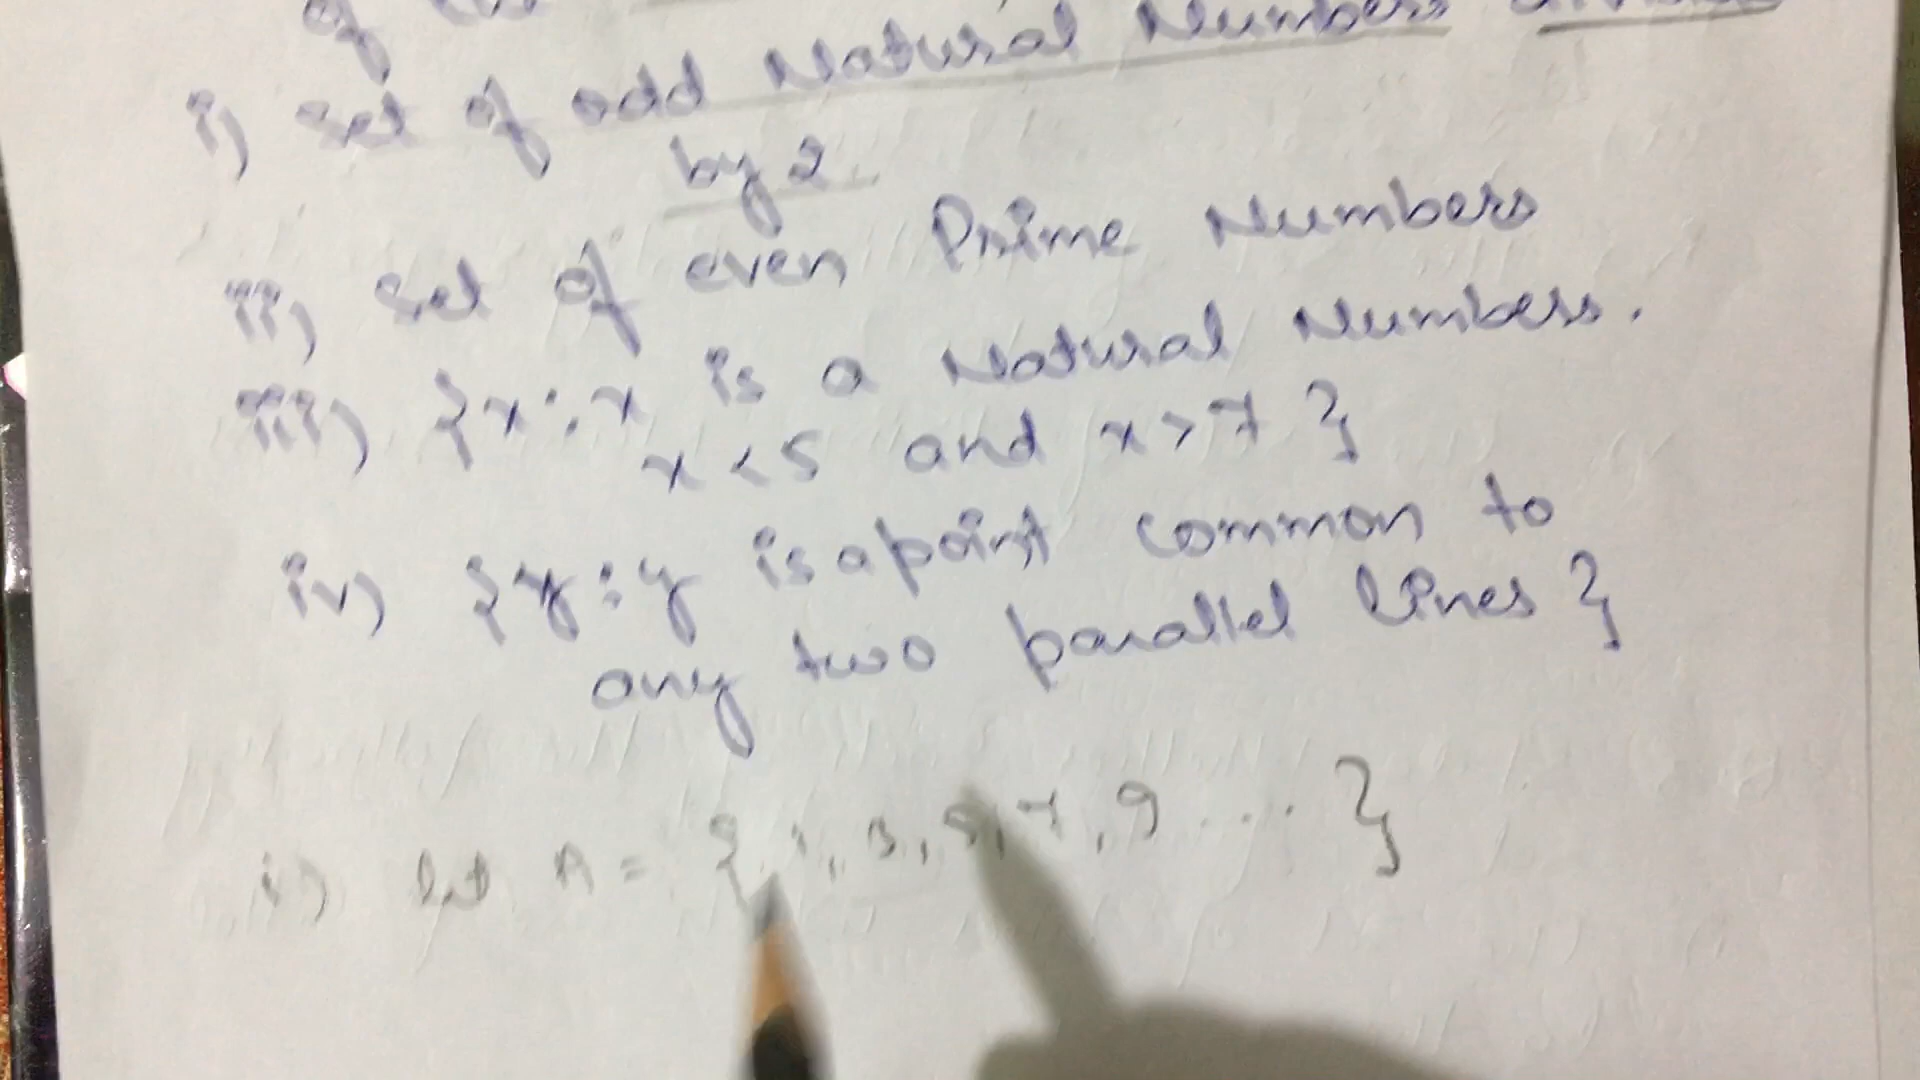 of
i) Set of odd Natural Numbers
by 2.
ii) Set of even Prime Numbers
iii) {x : x is a Natural Numbers.
x < 5 and x > 7 }
iv) {y : y is a point common to
any two parallel lines }
i) let A = { 1, 3, 5, 7, 9 .... }